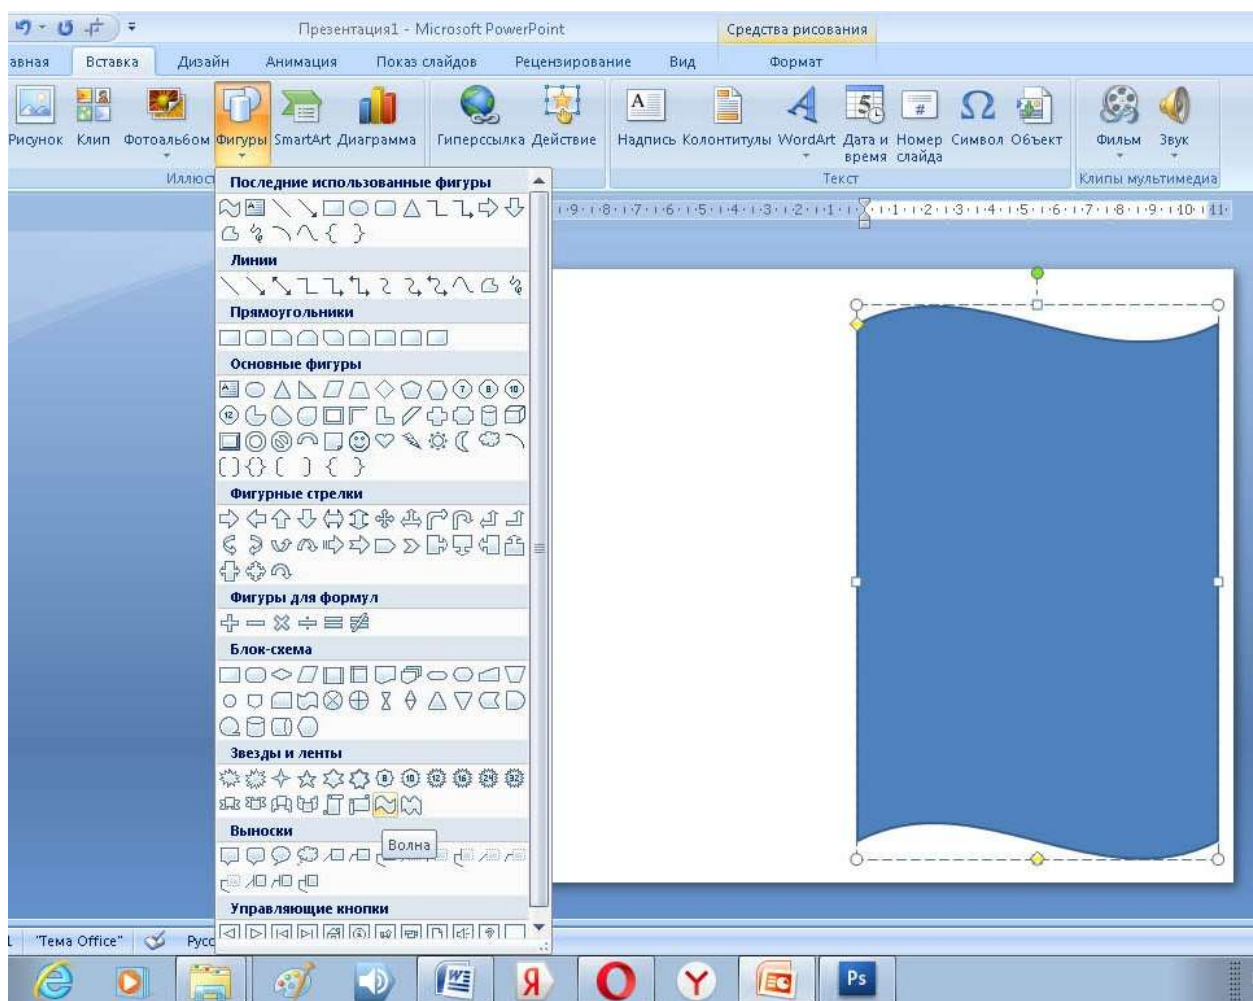 Презентация1 - Microsoft PowerPoint
Средства рисования
авная Вставка Дизайн Анимация Показ слайдов Рецензирование Вид Формат
Рисунок Клип Фотоальбом Фигуры SmartArt Диаграмма Гиперссылка Действие Надпись Колонтитулы WordArt Дата и время Номер слайда Символ Объект Фильм Звук
Иллюс Текст Клипы мультимедиа
Последние использованные фигуры
Линии
Прямоугольники
Основные фигуры
Фигурные стрелки
Фигуры для формул
Блок-схема
Звезды и ленты
Волна
Выноски
Управляющие кнопки
"Тема Office" Русс